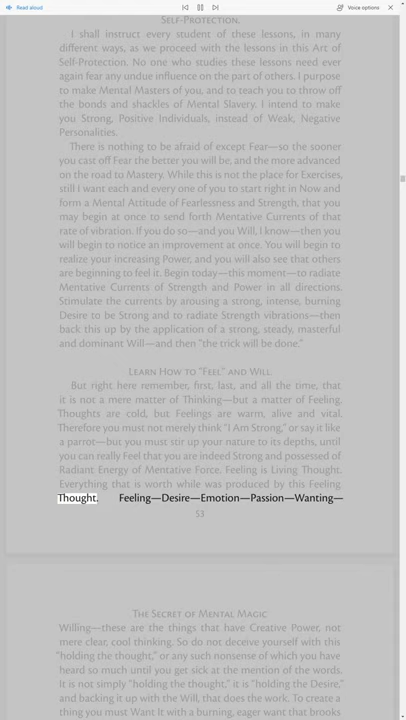 Read aloud
Voice options
Self-Protection.
I shall instruct every student of these lessons, in many
different ways, as we proceed with the lessons in this Art of
Self-Protection. No one who studies these lessons need ever
again fear any undue influence on the part of others. I purpose
to make Mental Masters of you, and to teach you to throw off
the bonds and shackles of Mental Slavery. I intend to make
you Strong, Positive Individuals, instead of Weak, Negative
Personalities.
There is nothing to be afraid of except Fear—so the sooner
you cast off Fear the better you will be, and the more advanced
on the road to Mastery. While this is not the place for Exercises,
still I want each and every one of you to start right in Now and
form a Mental Attitude of Fearlessness and Strength, that you
may begin at once to send forth Mentative Currents of that
rate of vibration. If you do so—and you Will, I know—then you
will begin to notice an improvement at once. You will begin to
realize your increasing Power, and you will also see that others
are beginning to feel it. Begin today—this moment—to radiate
Mentative Currents of Strength and Power in all directions.
Stimulate the currents by arousing a strong, intense, burning
Desire to be Strong and to radiate Strength vibrations—then
back this up by the application of a strong, steady, masterful
and dominant Will—and then "the trick will be done."
Learn How to "Feel" and Will.
But right here remember, first, last, and all the time, that
it is not a mere matter of Thinking—but a matter of Feeling.
Thoughts are cold, but Feelings are warm, alive and vital.
Therefore you must not merely think "I Am Strong," or say it like
a parrot—but you must stir up your nature to its depths, until
you can really Feel that you are indeed Strong and possessed of
Radiant Energy of Mentative Force. Feeling is Living Thought.
Everything that is worth while was produced by this Feeling
Thought. Feeling—Desire—Emotion—Passion—Wanting—
53
The Secret of Mental Magic
Willing—these are the things that have Creative Power, not
mere clear, cool thinking. So do not deceive yourself with this
"holding the thought," or any such nonsense of which you have
heard so much until you get sick at the mention of the words.
It is not simply "holding the thought," it is "holding the Desire,"
and backing it up with the Will, that does the work. To create a
thing you must Want It with a burning, eager want that brooks